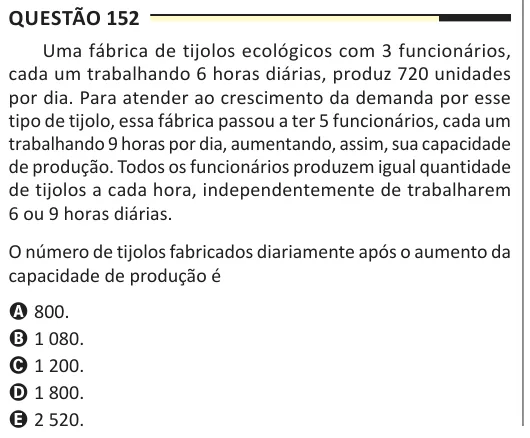 QUESTÃO 152
Uma fábrica de tijolos ecológicos com 3 funcionários,
cada um trabalhando 6 horas diárias, produz 720 unidades
por dia. Para atender ao crescimento da demanda por esse
tipo de tijolo, essa fábrica passou a ter 5 funcionários, cada um
trabalhando 9 horas por dia, aumentando, assim, sua capacidade
de produção. Todos os funcionários produzem igual quantidade
de tijolos a cada hora, independentemente de trabalharem
6 ou 9 horas diárias.
O número de tijolos fabricados diariamente após o aumento da
capacidade de produção é
A 800.
B 1 080.
C 1 200.
D 1 800.
E 2 520.